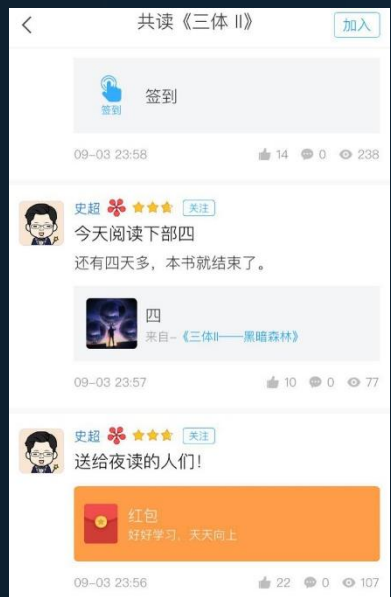 共读《三体 II》
加入
签到
签到
09-03 23:58
14
0
238
史超
关注
今天阅读下部四
还有四天多，本书就结束了。
四
来自-《三体II——黑暗森林》
09-03 23:57
10
0
77
史超
关注
送给夜读的人们！
红包
好好学习，天天向上
09-03 23:56
22
0
107